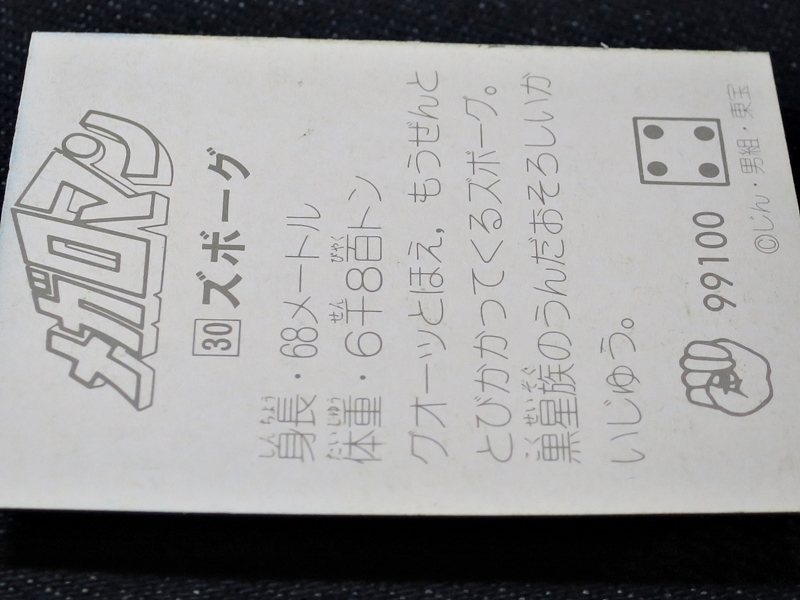 メガロマン
30 ズボーグ
身長・68メートル
体重・6千8百トン
グオーッとほえ，もうぜんと
とびかかってくるズボーグ。
黒星族のうんだおそろしいか
いじゅう。
99100
©じん・男組・東宝